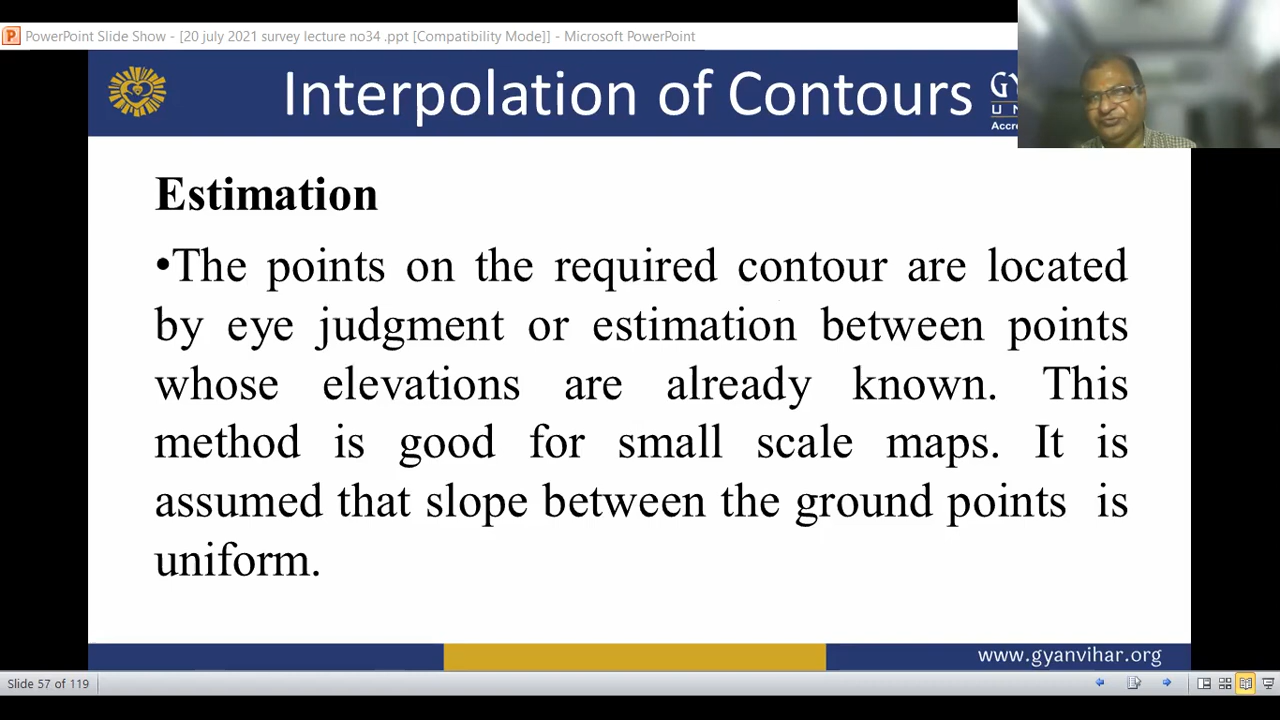 PowerPoint Slide Show - [20 july 2021 survey lecture no34 .ppt [Compatibility Mode]] - Microsoft PowerPoint
Interpolation of Contours
GY
U N
Accre
Estimation
•The points on the required contour are located
by eye judgment or estimation between points
whose elevations are already known. This
method is good for small scale maps. It is
assumed that slope between the ground points is
uniform.
www.gyanvihar.org
Slide 57 of 119